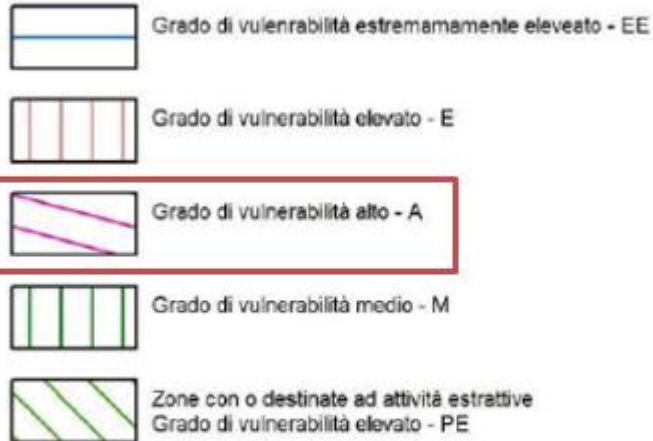 Grado di vulenrabilità estremamamente eleveato - EE
Grado di vulnerabilità elevato - E
Grado di vulnerabilità alto - A
Grado di vulnerabilità medio - M
Zone con o destinate ad attività estrattive
Grado di vulnerabilità elevato - PE